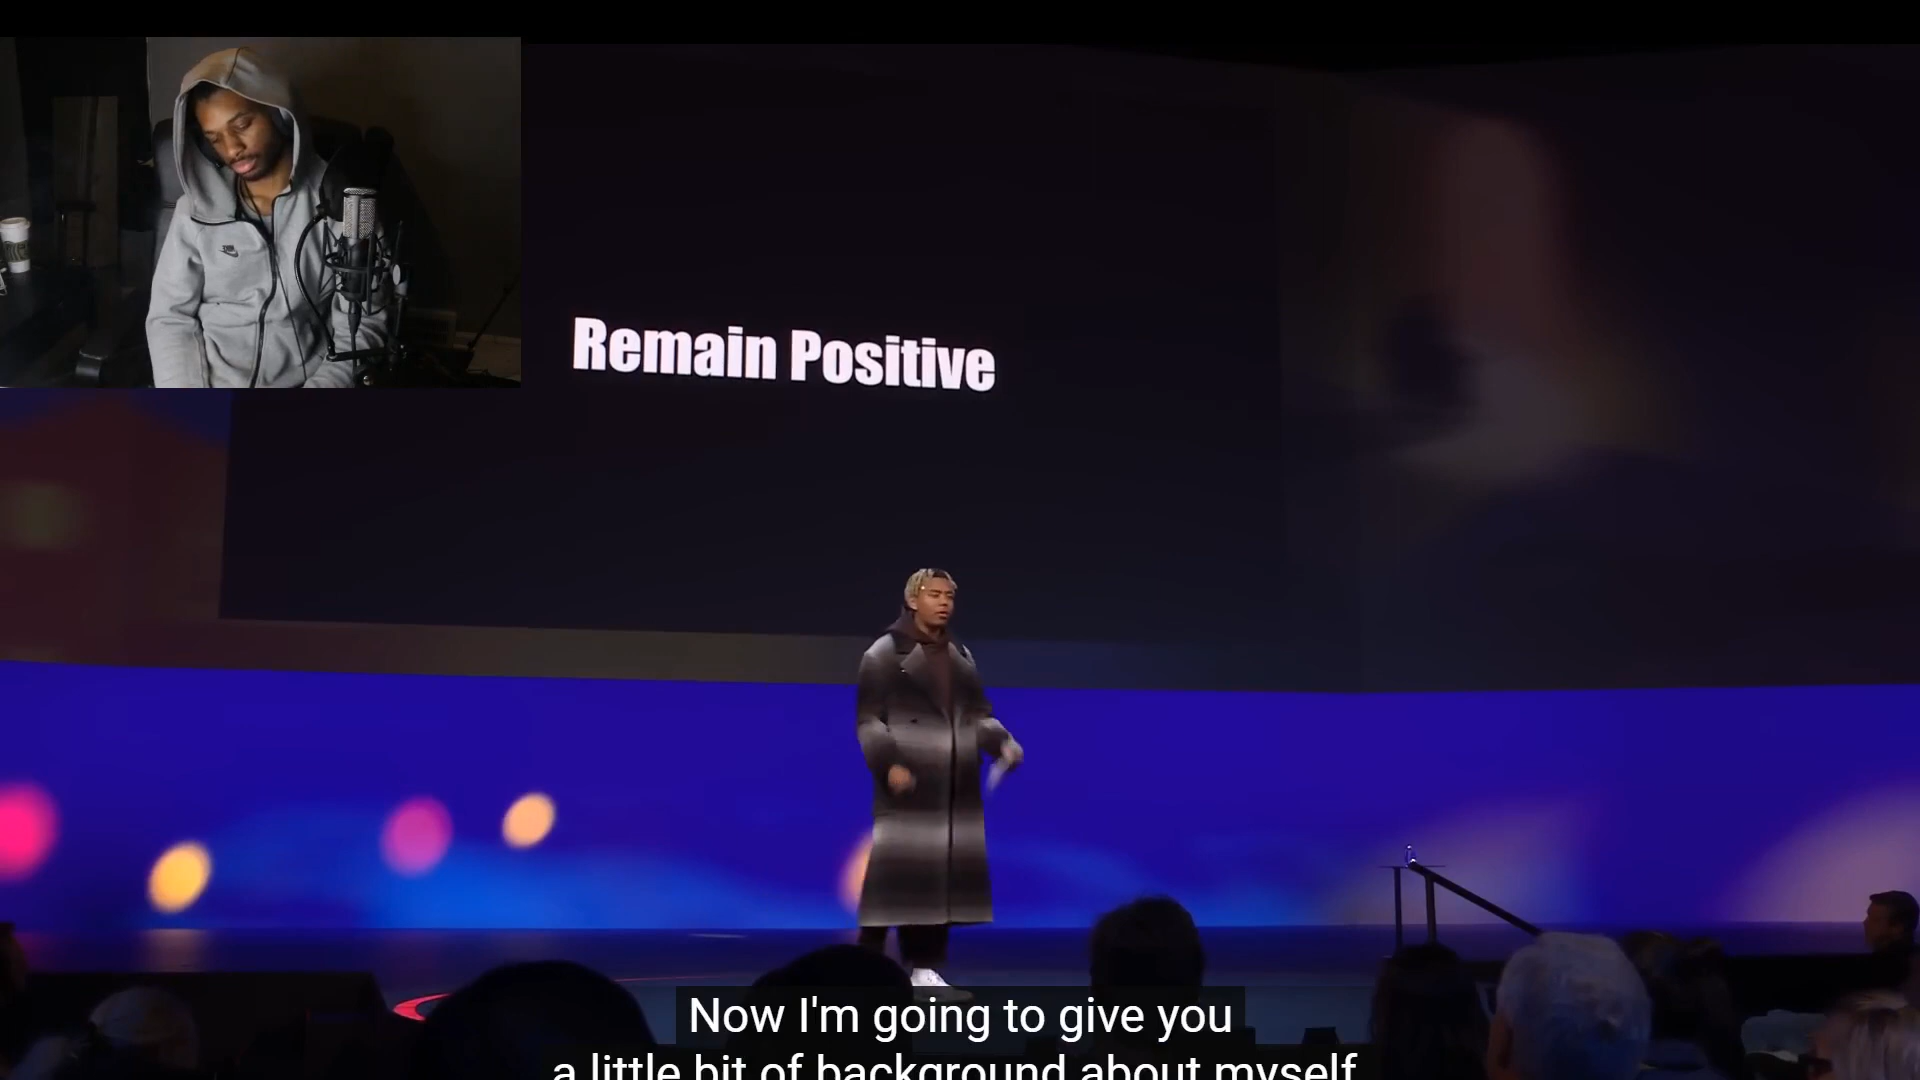 Remain Positive
Now I'm going to give you
a little bit of background about myself